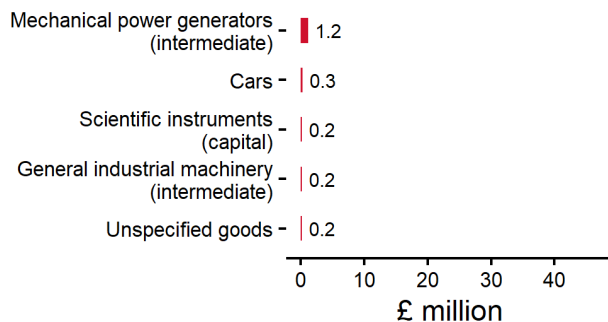 Mechanical power generators
(intermediate)
1.2
Cars
0.3
Scientific instruments
(capital)
0.2
General industrial machinery
(intermediate)
0.2
Unspecified goods
0.2
0 10 20 30 40
£ million